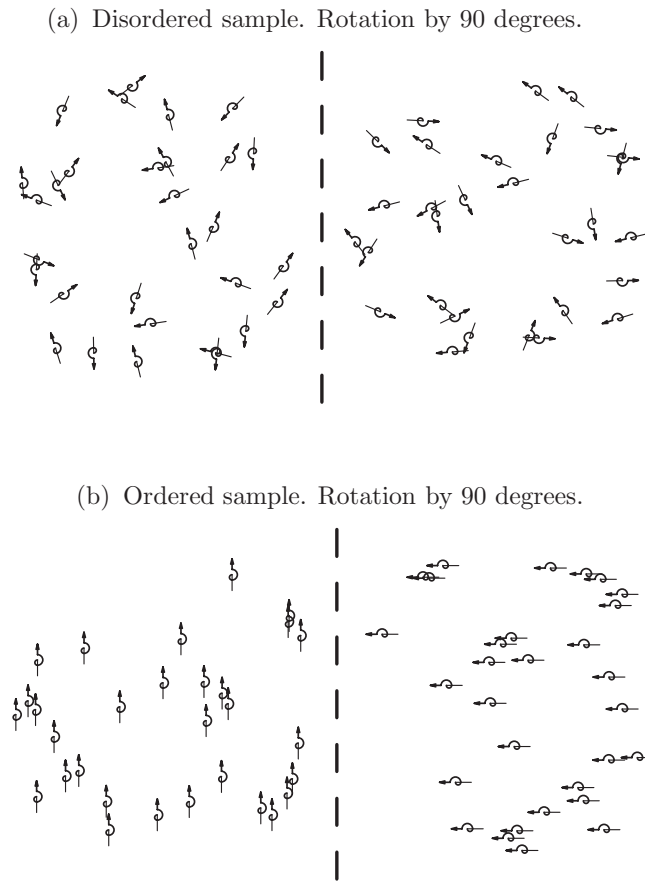 (a) Disordered sample. Rotation by 90 degrees.
(b) Ordered sample. Rotation by 90 degrees.